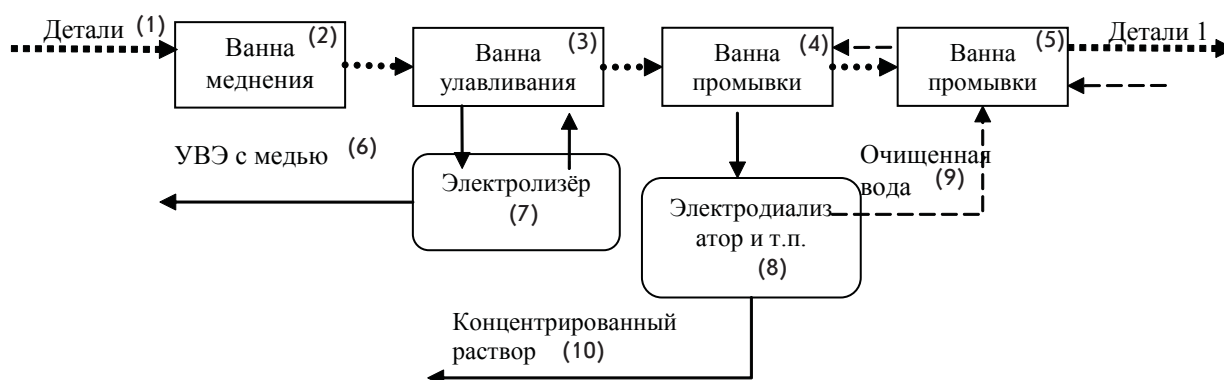 Детали (1)
Ванна (2)
меднения
Ванна (3)
улавливания
Ванна (4)
промывки
Ванна (5)
промывки
Детали 1
УВЭ с медью (6)
Электролизёр
(7)
Очищенная
вода (9)
Электродиализ
атор и т.п.
(8)
Концентрированный
раствор (10)